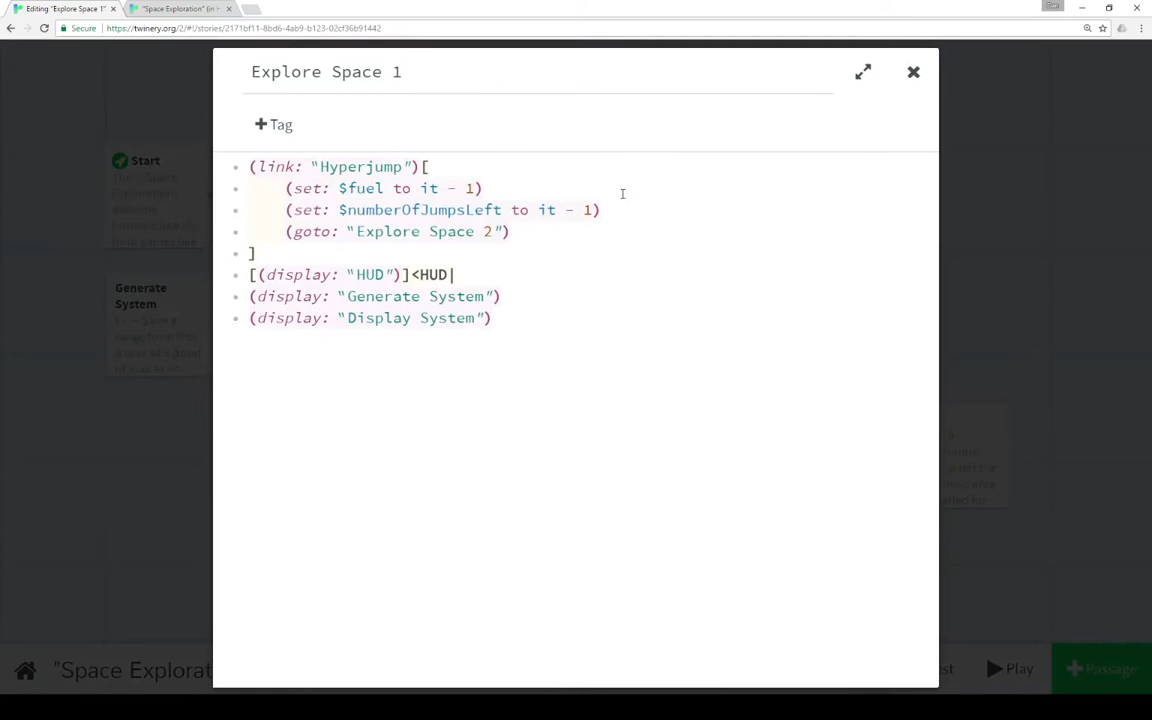 Editing "Explore Space 1"
"Space Exploration" (in
Secure
https://twinery.org/2/#!/stories/2171bf11-8bd6-4ab9-b123-02cf36b91442
Explore Space 1
+Tag
(link: "Hyperjump")[
(set: $fuel to it - 1)
(set: $numberOfJumpsLeft to it - 1)
(goto: "Explore Space 2")
]
[(display: "HUD")]<HUD|
(display: "Generate System")
(display: "Display System")
Start
Generate
System
"Space Explorat
Play
+Passage